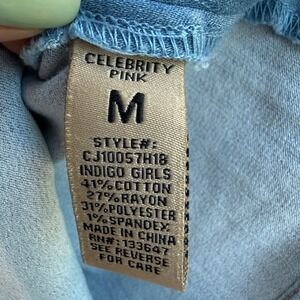 CELEBRITY
PINK
M
STYLE#:
CJ10057H18
INDIGO GIRLS
41%COTTON
27%RAYON
31%POLYESTER
1%SPANDEX
MADE IN CHINA
RN#: 133647
SEE REVERSE
FOR CARE